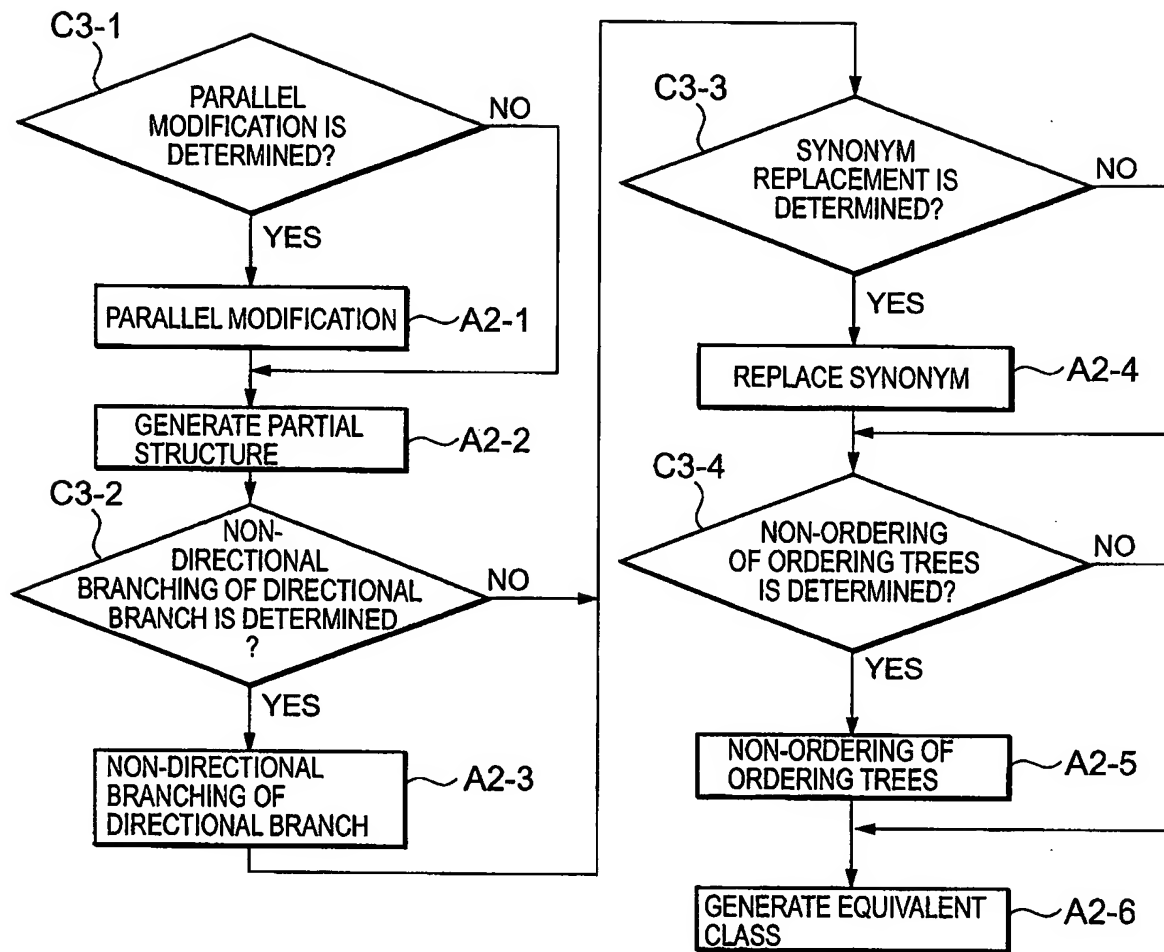 C3-1
PARALLEL
MODIFICATION IS
DETERMINED?
NO
YES
PARALLEL MODIFICATION
A2-1
GENERATE PARTIAL
STRUCTURE
A2-2
C3-2
NON-
DIRECTIONAL
BRANCHING OF DIRECTIONAL
BRANCH IS DETERMINED
?
NO
YES
NON-DIRECTIONAL
BRANCHING OF
DIRECTIONAL BRANCH
A2-3
C3-3
SYNONYM
REPLACEMENT IS
DETERMINED?
NO
YES
REPLACE SYNONYM
A2-4
C3-4
NON-ORDERING
OF ORDERING TREES
IS DETERMINED?
NO
YES
NON-ORDERING OF
ORDERING TREES
A2-5
GENERATE EQUIVALENT
CLASS
A2-6